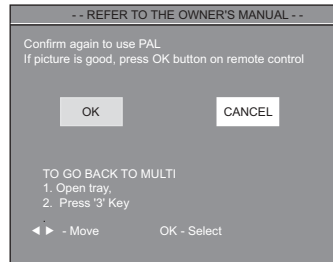 - - REFER TO THE OWNER'S MANUAL - -
Confirm again to use PAL
If picture is good, press OK button on remote control
OK CANCEL
TO GO BACK TO MULTI
1. Open tray,
2. Press '3' Key
.
◄ ► - Move OK - Select